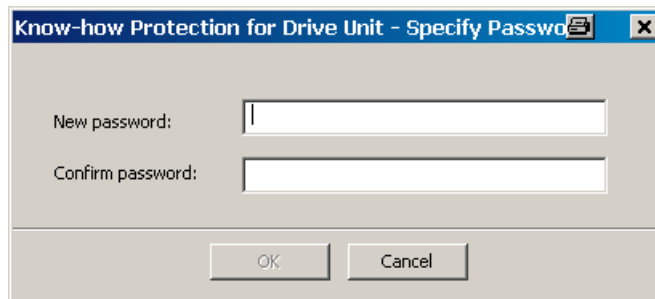 Know-how Protection for Drive Unit - Specify Passwo
New password:
Confirm password:
OK Cancel